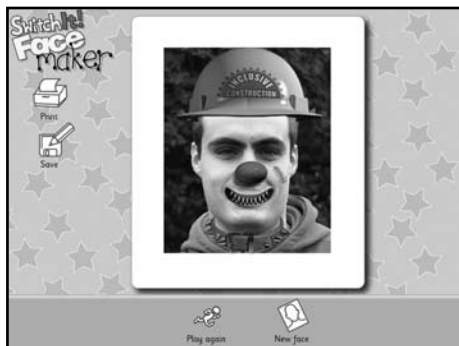 Switch It!
Face
maker
Print
Save
INCLUSIVE
CONSTRUCTION
Play again
New face